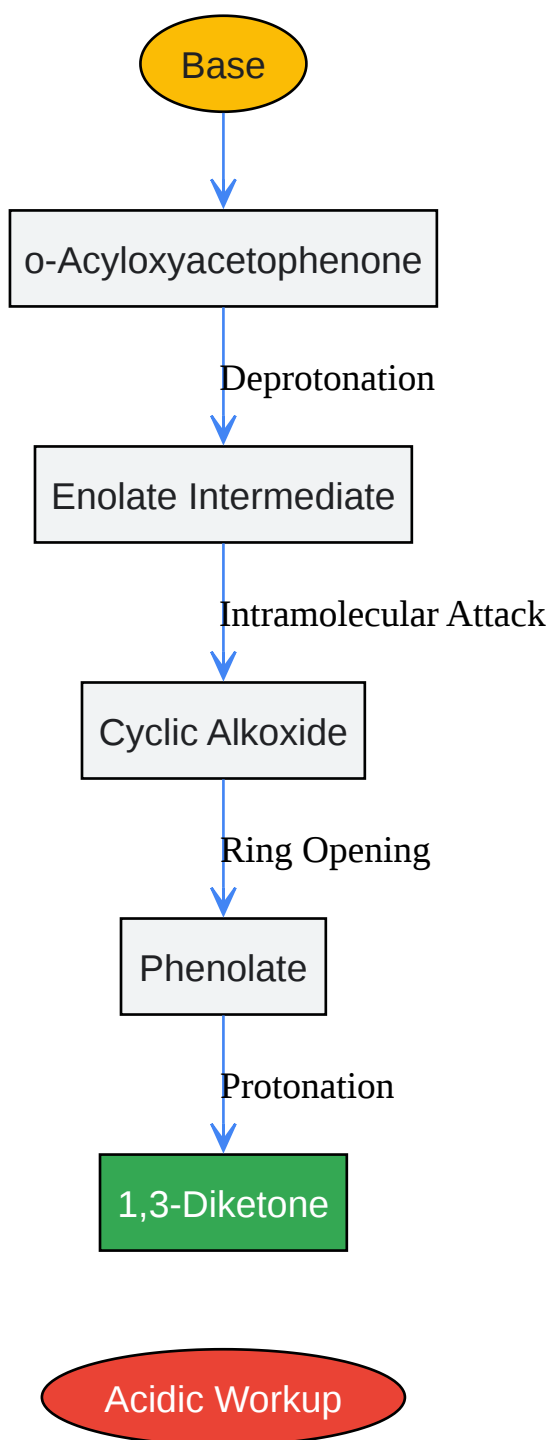 Base
o-Acyloxyacetophenone
Deprotonation
Enolate Intermediate
Intramolecular Attack
Cyclic Alkoxide
Ring Opening
Phenolate
Protonation
1,3-Diketone
Acidic Workup